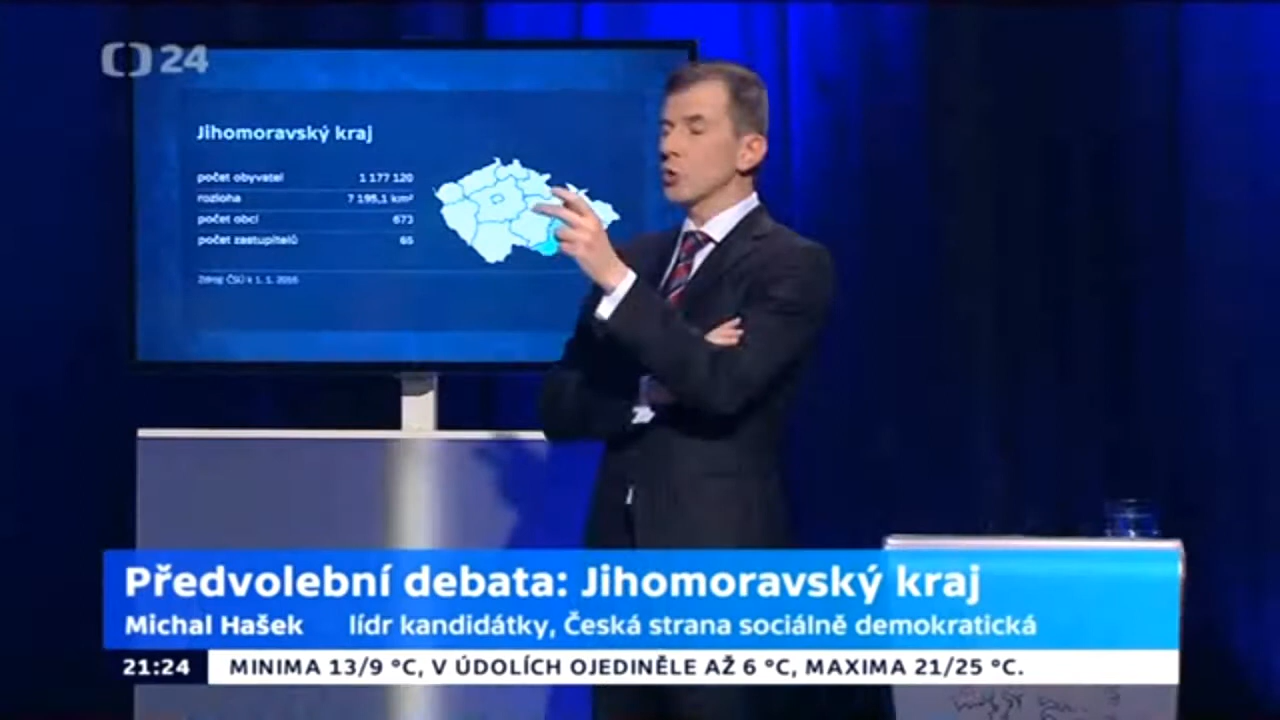 24
Jihomoravský kraj
počet obyvatel 1 177 120
rozloha 7 195,1 km²
počet obcí 673
počet zastupitelů 65
Zdroj: ČSÚ k 1. 1. 2016
Předvolební debata: Jihomoravský kraj
Michal Hašek lídr kandidátky, Česká strana sociálně demokratická
21:24 MINIMA 13/9 °C, V ÚDOLÍCH OJEDINĚLE AŽ 6 °C, MAXIMA 21/25 °C.